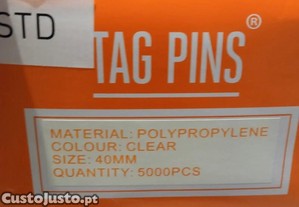 STD
TAG PINS®
MATERIAL: POLYPROPYLENE
COLOUR: CLEAR
SIZE: 40MM
QUANTITY: 5000PCS
CustoJusto.pt